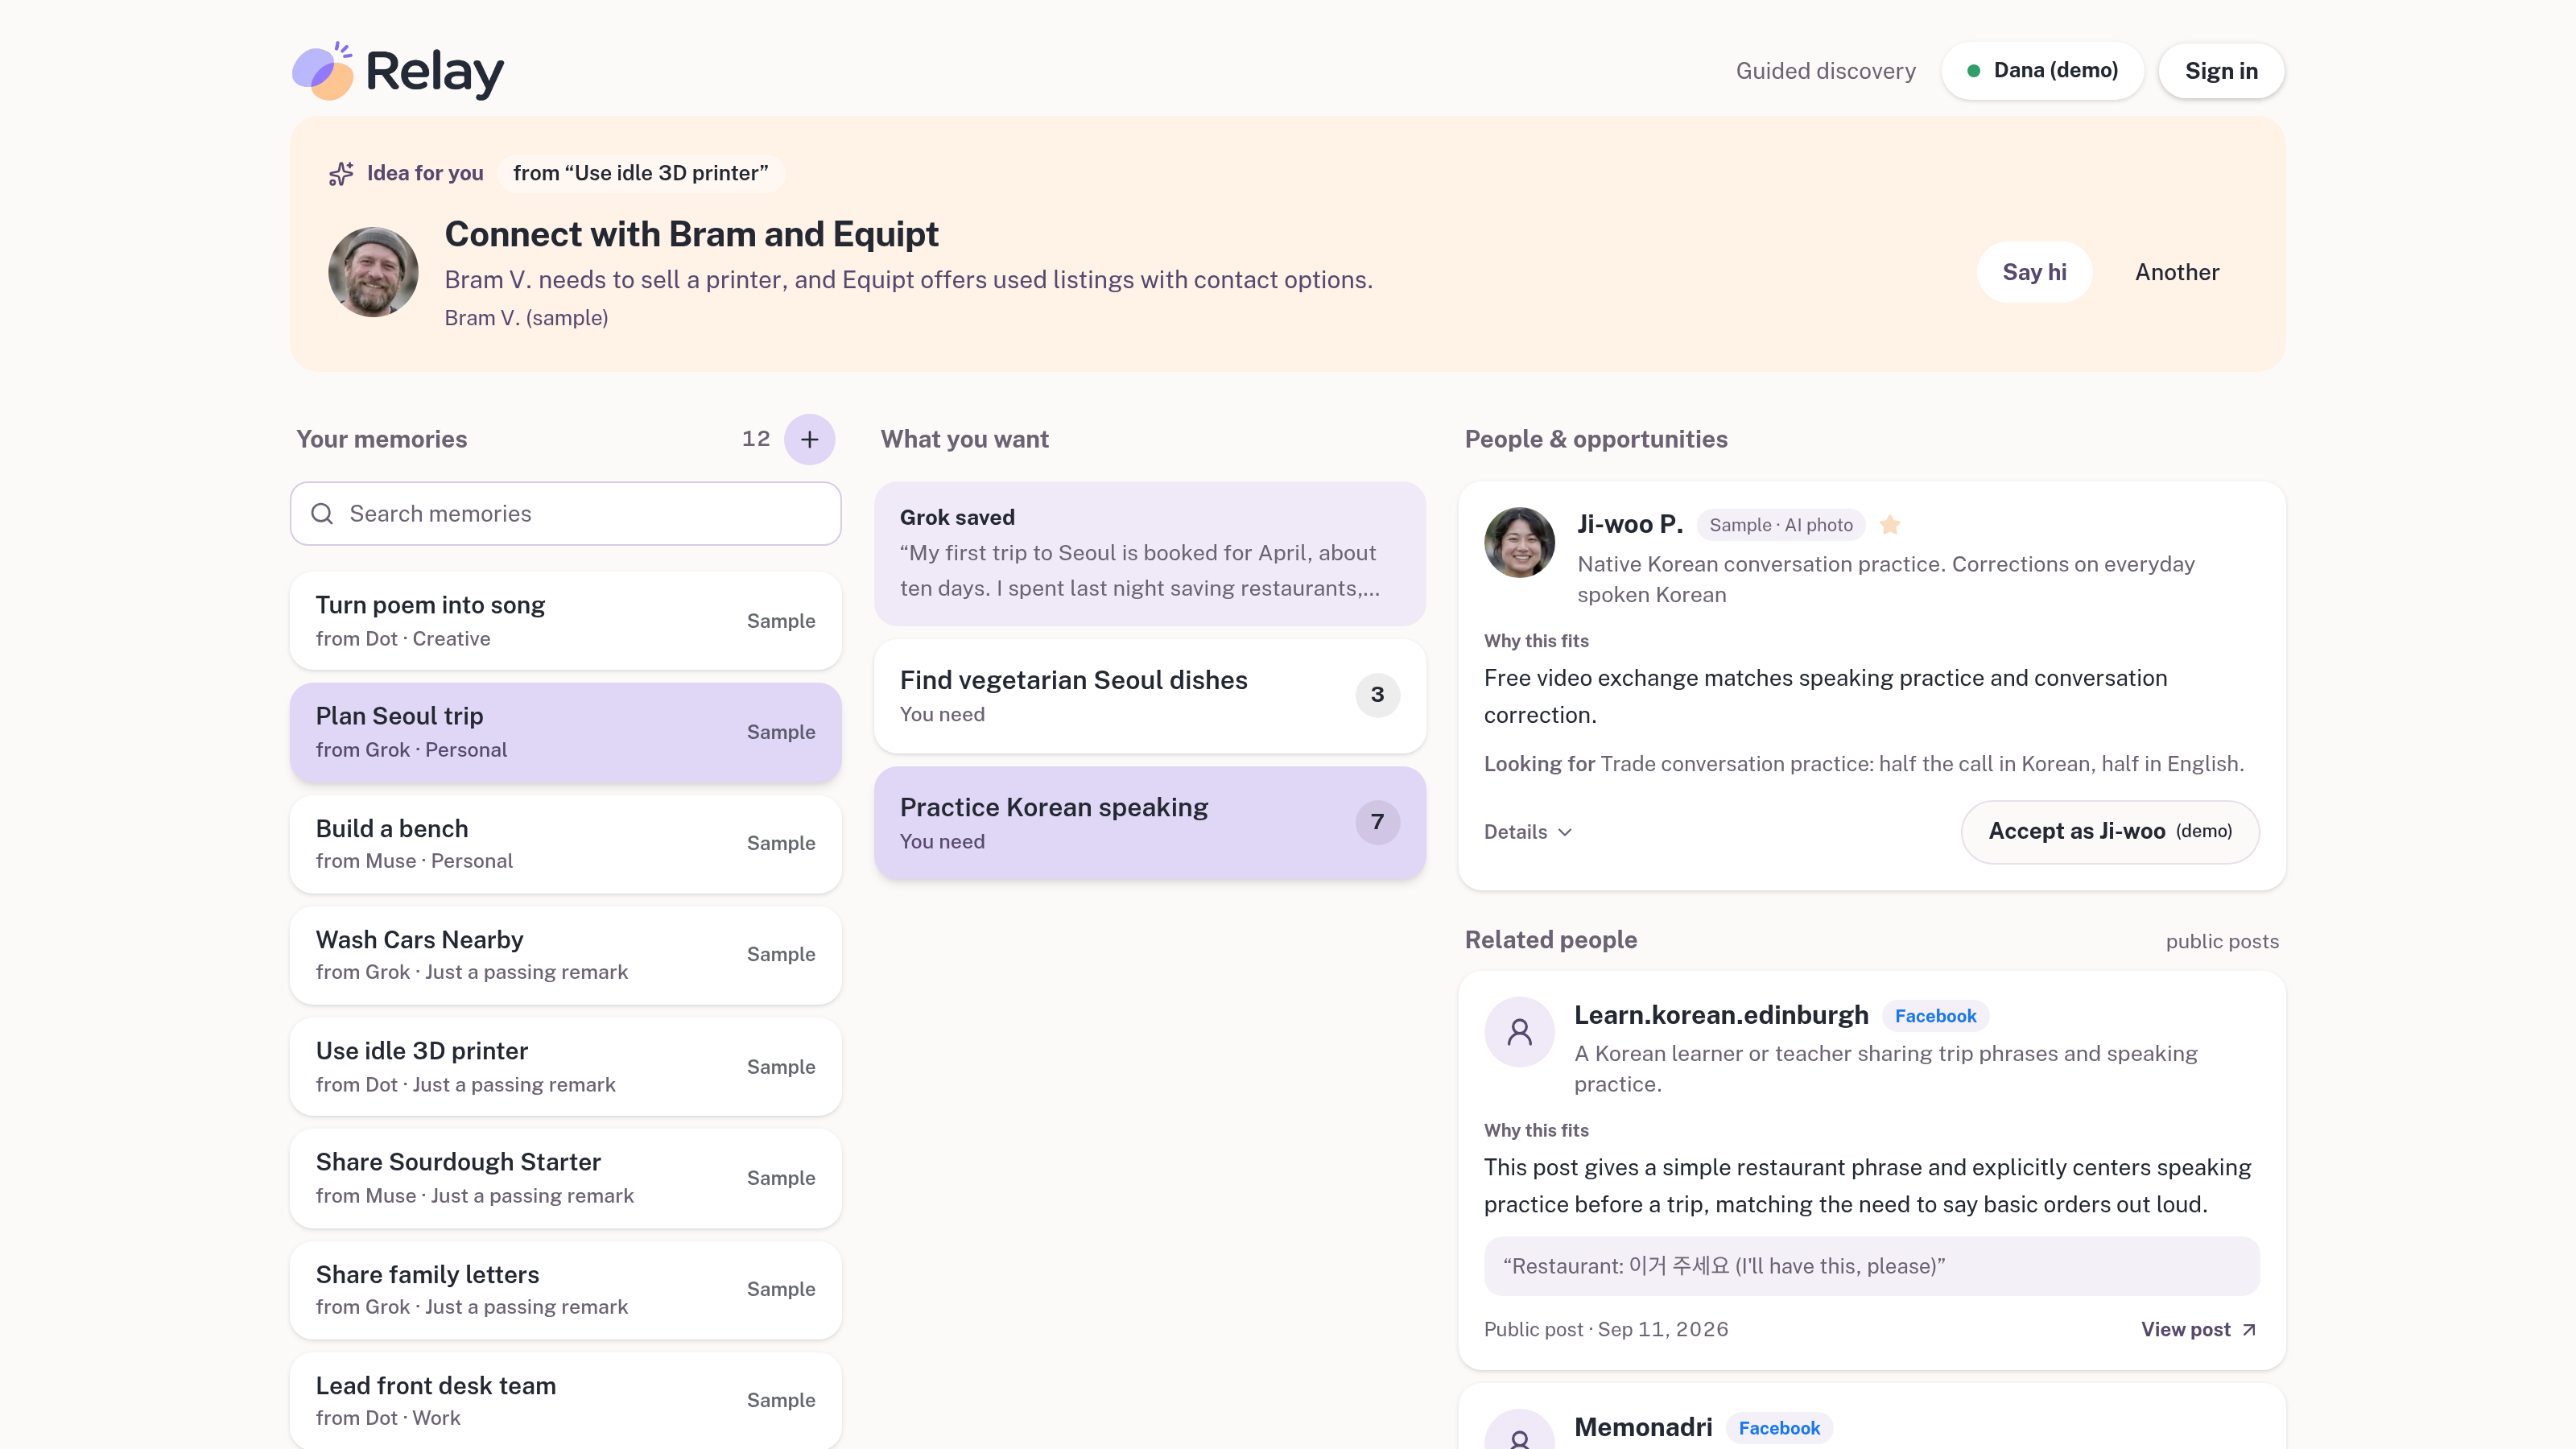 Relay
Guided discovery
Dana (demo)
Sign in
Idea for you
from “Use idle 3D printer”
Connect with Bram and Equipt
Bram V. needs to sell a printer, and Equipt offers used listings with contact options.
Bram V. (sample)
Say hi
Another
Your memories
12
Search memories
Turn poem into song
from Dot · Creative
Sample
Plan Seoul trip
from Grok · Personal
Sample
Build a bench
from Muse · Personal
Sample
Wash Cars Nearby
from Grok · Just a passing remark
Sample
Use idle 3D printer
from Dot · Just a passing remark
Sample
Share Sourdough Starter
from Muse · Just a passing remark
Sample
Share family letters
from Grok · Just a passing remark
Sample
Lead front desk team
from Dot · Work
Sample
What you want
Grok saved
“My first trip to Seoul is booked for April, about
ten days. I spent last night saving restaurants,...
Find vegetarian Seoul dishes
You need
3
Practice Korean speaking
You need
7
People & opportunities
Ji-woo P.
Sample · AI photo
Native Korean conversation practice. Corrections on everyday
spoken Korean
Why this fits
Free video exchange matches speaking practice and conversation
correction.
Looking for Trade conversation practice: half the call in Korean, half in English.
Details
Accept as Ji-woo (demo)
Related people
public posts
Learn.korean.edinburgh
Facebook
A Korean learner or teacher sharing trip phrases and speaking
practice.
Why this fits
This post gives a simple restaurant phrase and explicitly centers speaking
practice before a trip, matching the need to say basic orders out loud.
“Restaurant: 이거 주세요 (I'll have this, please)”
Public post · Sep 11, 2026
View post
Memonadri
Facebook